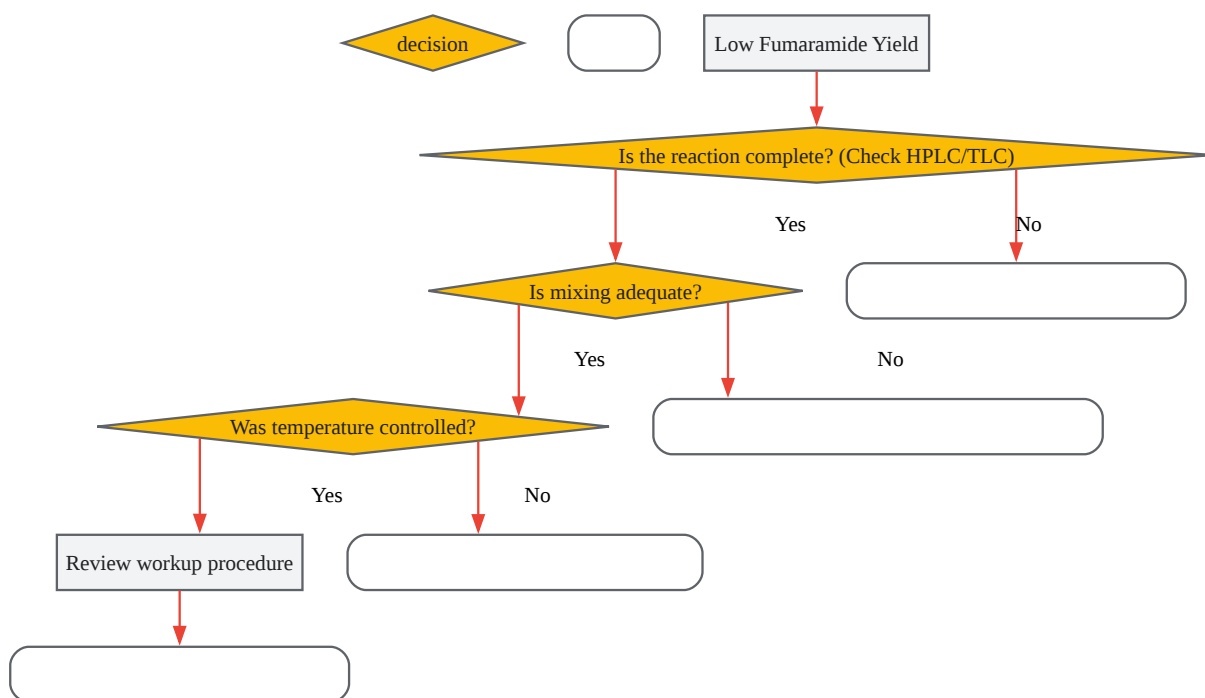 decision
Low Fumaramide Yield
Is the reaction complete? (Check HPLC/TLC)
Yes
No
Is mixing adequate?
Yes
No
Was temperature controlled?
Yes
No
Review workup procedure